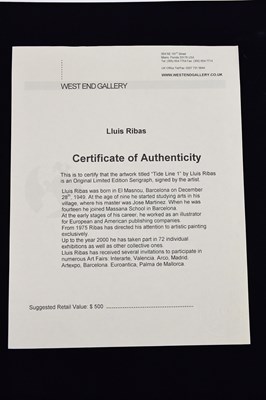 WEST END GALLERY
WWW.WESTENDGALLERY.CO.UK
Lluis Ribas
Certificate of Authenticity
This is to certify that the artwork titled "Tide Line 1" by Lluis Ribas
is an Original Limited Edition Serigraph, signed by the artist.
Lluis Ribas was born in El Masnou, Barcelona on December
28th, 1949. At the age of nine he started studying arts in his
village, where his master was Jose Martinez. When he was
fourteen he joined Massana School in Barcelona.
At the early stages of his career, he worked as an illustrator
for European and American publishing companies.
From 1975 Ribas has directed his attention to artistic painting
exclusively.
Up to the year 2000 he has taken part in 72 individual
exhibitions as well as other collective ones.
Lluis Ribas has received several invitations to participate in
numerous Art Fairs: Interarte, Valencia. Arco, Madrid.
Artexpo, Barcelona. Euroantica, Palma de Mallorca
Suggested Retail Value: $ 500